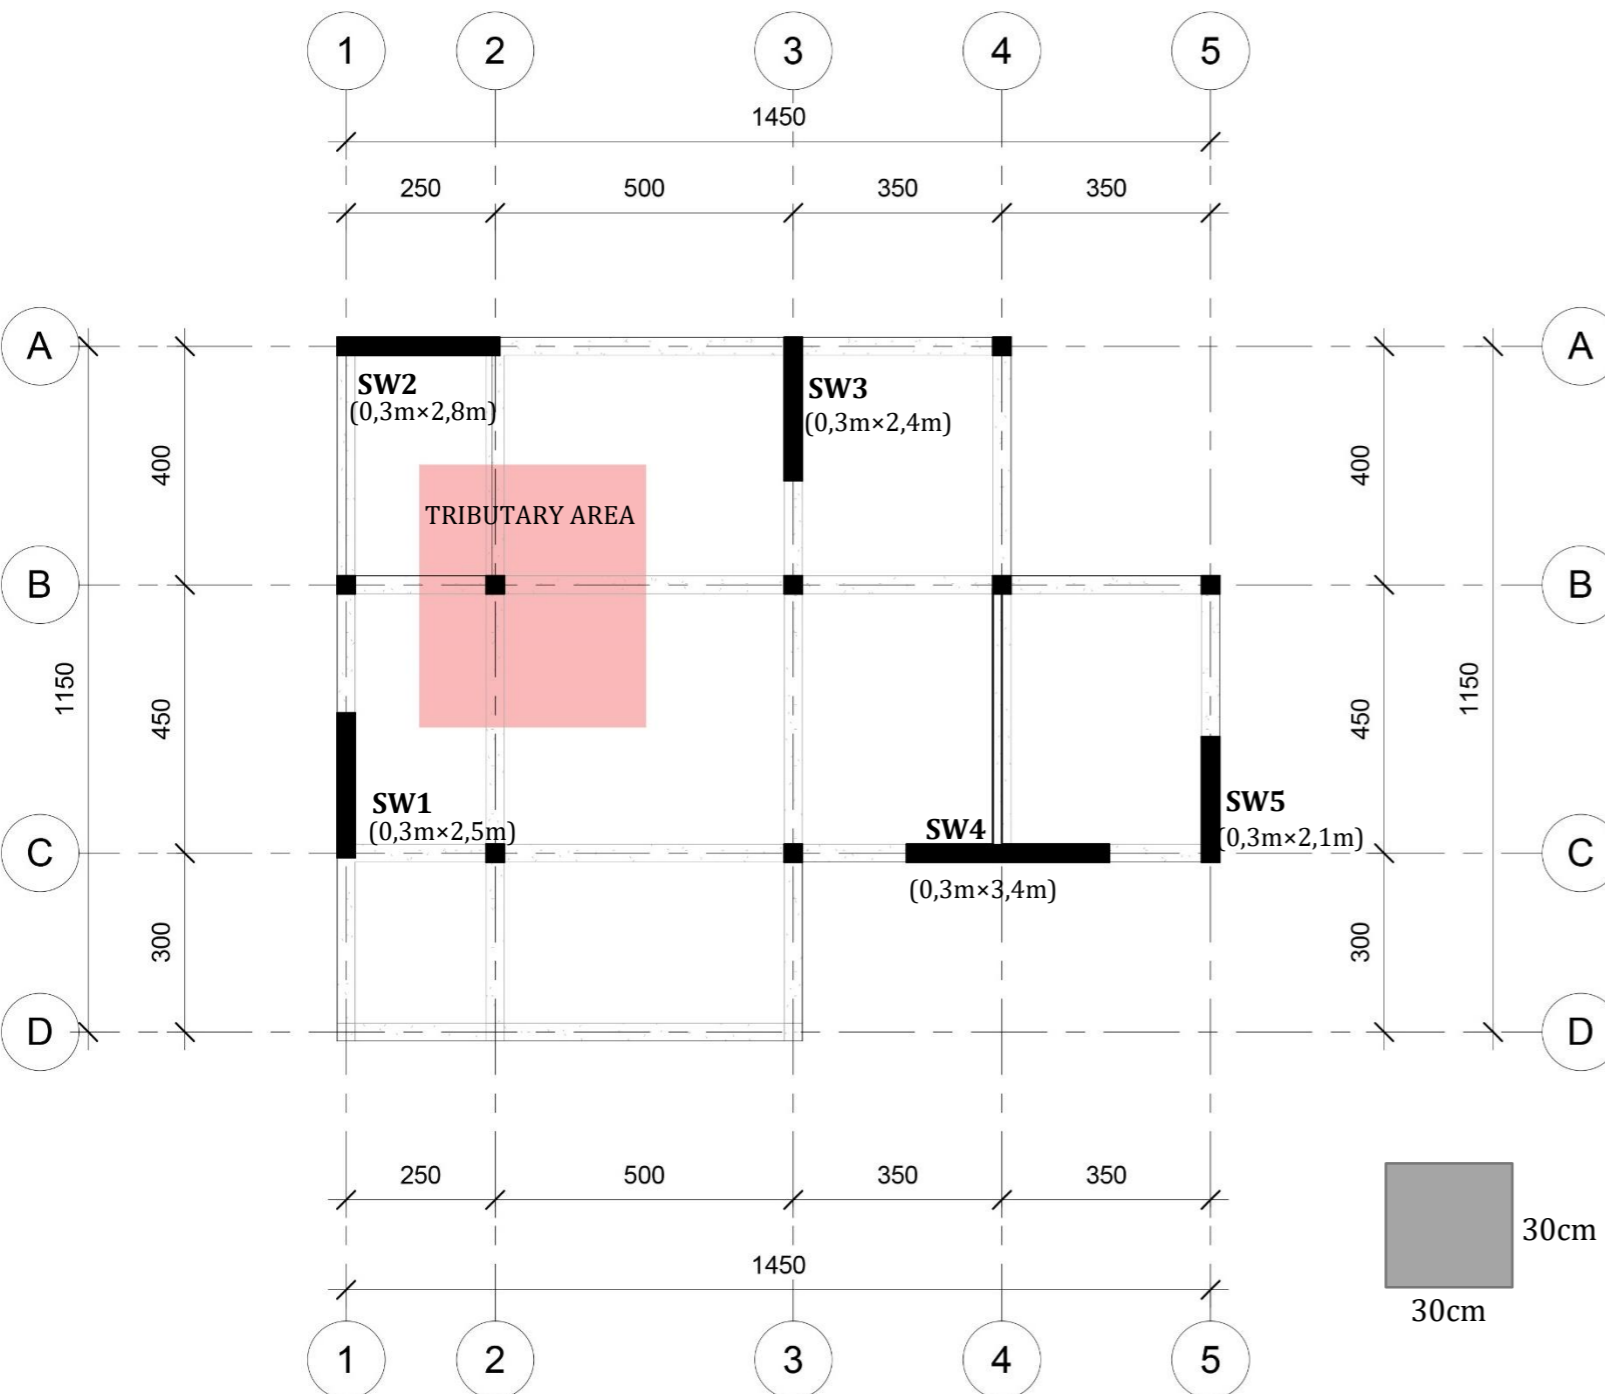 1 2 3 4 5
1450
250 500 350 350
A A
SW2
(0,3m×2,8m)
SW3
(0,3m×2,4m)
400 400
TRIBUTARY AREA
B B
1150 1150
450 450
SW1
(0,3m×2,5m)
SW4
(0,3m×3,4m)
SW5
(0,3m×2,1m)
C C
300 300
D D
250 500 350 350
1450
30cm
30cm
1 2 3 4 5